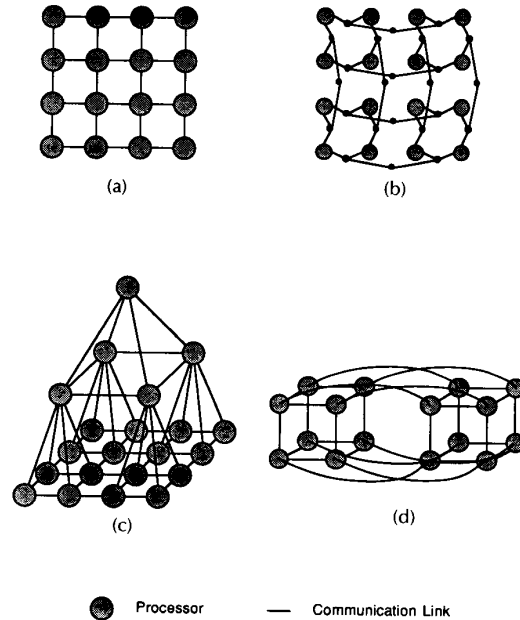 (a)
(b)
(c)
(d)
Processor
Communication Link